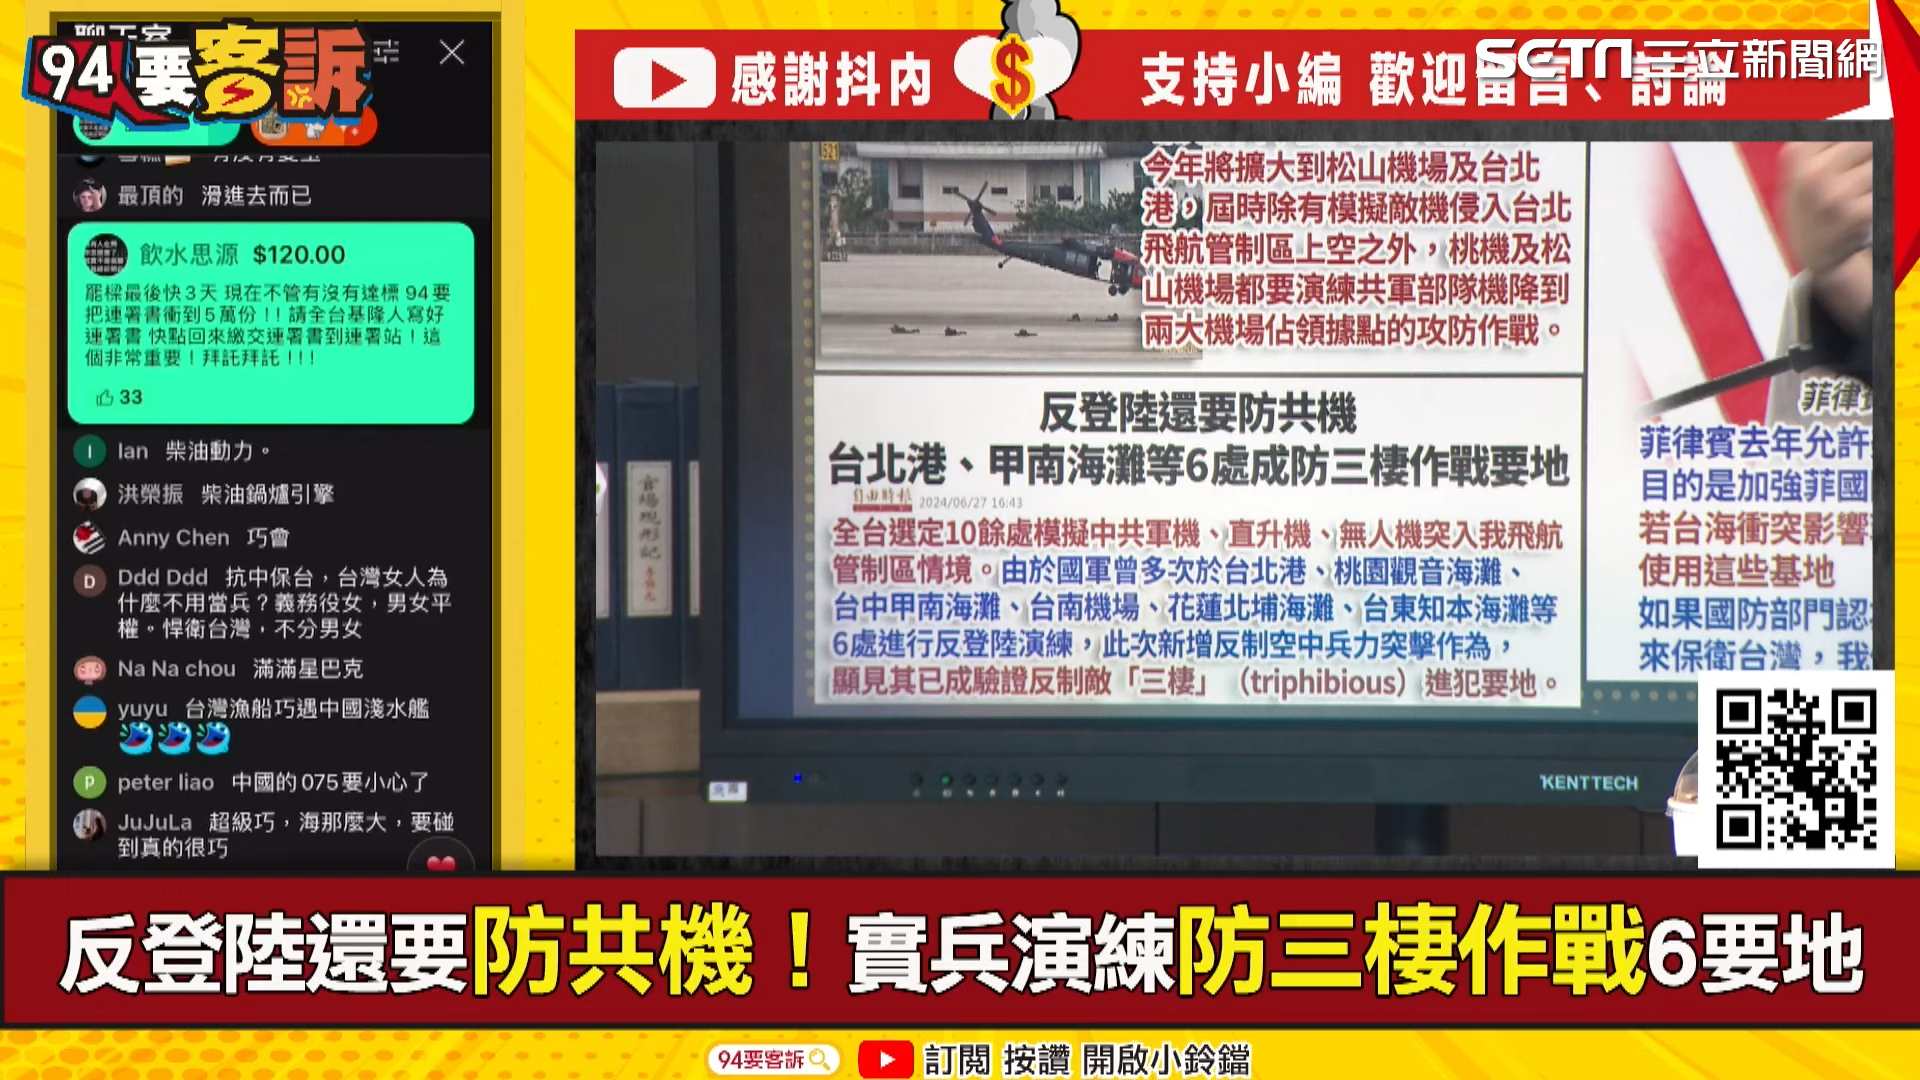 94要客訴
聊天室
感謝抖內
支持小編 歡迎留言、討論
SETN三立新聞網
最頂的 滑進去而已
飲水思源 $120.00
罷樑最後快3天 現在不管有沒有達標 94要
把連署書衝到5萬份!! 請全台基隆人寫好
連署書 快點回來繳交連署書到連署站!這
個非常重要!拜託拜託!!!
33
Ian 柴油動力。
洪榮振 柴油鍋爐引擎
Anny Chen 巧會
Ddd Ddd 抗中保台,台灣女人為
什麼不用當兵?義務役女,男女平
權。悍衛台灣,不分男女
Na Na chou 滿滿星巴克
yuyu 台灣漁船巧遇中國淺水艦
peter liao 中國的075要小心了
JuJuLa 超級巧,海那麼大,要碰
到真的很巧
521
今年將擴大到松山機場及台北
港,屆時除有模擬敵機侵入台北
飛航管制區上空之外,桃機及松
山機場都要演練共軍部隊機降到
兩大機場佔領據點的攻防作戰。
反登陸還要防共機
台北港、甲南海灘等6處成防三棲作戰要地
自由時報 2024/06/27 16:43
全台選定10餘處模擬中共軍機、直升機、無人機突入我飛航
管制區情境。由於國軍曾多次於台北港、桃園觀音海灘、
台中甲南海灘、台南機場、花蓮北埔海灘、台東知本海灘等
6處進行反登陸演練,此次新增反制空中兵力突擊作為,
顯見其已成驗證反制敵「三棲」(triphibious)進犯要地。
菲律
菲律賓去年允許
目的是加強菲國
若台海衝突影響
使用這些基地
如果國防部門認
來保衛台灣,我
官場現形記
KENTTECH
反登陸還要防共機!實兵演練防三棲作戰6要地
94要客訴
訂閱 按讚 開啟小鈴鐺